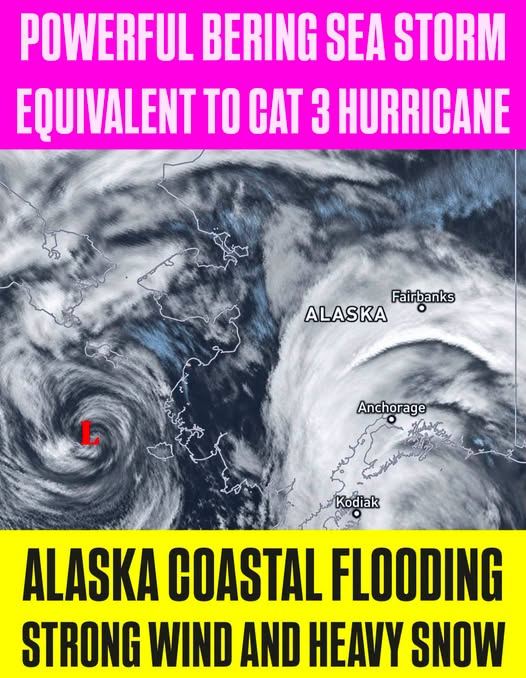 POWERFUL BERING SEA STORM
EQUIVALENT TO CAT 3 HURRICANE
Fairbanks
ALASKA
Anchorage
L
Kodiak
ALASKA COASTAL FLOODING
STRONG WIND AND HEAVY SNOW